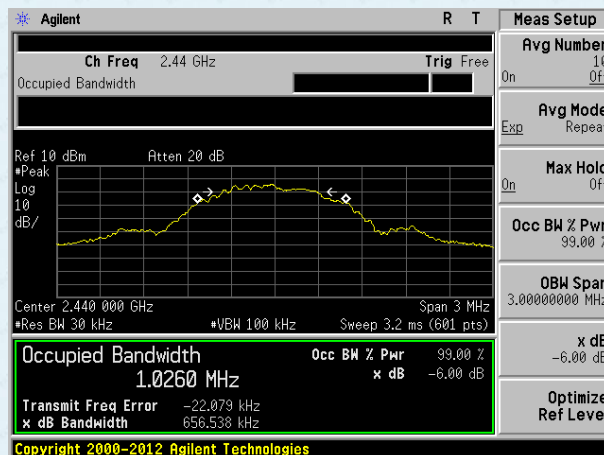 Agilent R T
Ch Freq 2.44 GHz Trig Free
Occupied Bandwidth
Ref 10 dBm Atten 20 dB
#Peak
Log
10
dB/
Center 2.440 000 GHz Span 3 MHz
#Res BW 30 kHz #VBW 100 kHz Sweep 3.2 ms (601 pts)
Occupied Bandwidth Occ BW % Pwr 99.00 %
1.0260 MHz x dB -6.00 dB
Transmit Freq Error -22.079 kHz
x dB Bandwidth 656.538 kHz
Copyright 2000-2012 Agilent Technologies
Meas Setup
Avg Number
10
On Off
Avg Mode
Exp Repeat
Max Hold
On Off
Occ BW % Pwr
99.00 %
OBW Span
3.00000000 MHz
x dB
-6.00 dB
Optimize
Ref Level